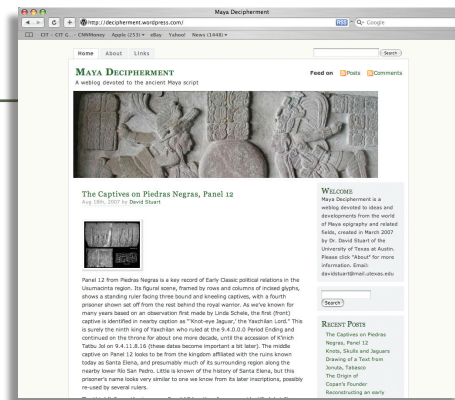 Maya Decipherment
http://decipherment.wordpress.com/
RSS
Google
CIT - CIT G... - CNNMoney Apple (253) eBay Yahoo! News (1448)
Home About Links
Search
MAYA DECIPHERMENT
A weblog devoted to the ancient Maya script
Feed on Posts Comments
The Captives on Piedras Negras, Panel 12
Aug 18th, 2007 by David Stuart
Panel 12 from Piedras Negras is a key record of Early Classic political relations in the
Usumacinta region. Its figural scene, framed by rows and columns of incised glyphs,
shows a standing ruler facing three bound and kneeling captives, with a fourth
prisoner shown set off from the rest behind the royal warrior. As we've known for
many years based on an observation first made by Linda Schele, the first (front)
captive is identified in nearby caption as "'Knot-eye Jaguar,' the Yaxchilan Lord." This
is surely the ninth king of Yaxchilan who ruled at the 9.4.0.0.0 Period Ending and
continued on the throne for about one more decade, until the accession of K'inich
Tatbu Jol on 9.4.11.8.16 (these dates become important a bit later). The middle
captive on Panel 12 looks to be from the kingdom affiliated with the ruins known
today as Santa Elena, and presumably much of its surrounding region along the
nearby lower Río San Pedro. Little is known of the history of Santa Elena, but this
prisoner's name looks very similar to one we know from its later inscriptions, possibly
re-used by several rulers.
WELCOME
Maya Decipherment is a
weblog devoted to ideas and
developments from the world
of Maya epigraphy and related
fields, created in March 2007
by Dr. David Stuart of the
University of Texas at Austin.
Please click "About" for more
information. Email:
davidstuart@mail.utexas.edu
Search
RECENT POSTS
The Captives on Piedras
Negras, Panel 12
Knots, Skulls and Jaguars
Drawing of a Panel from
Jonuta, Tabasco
The Origin of
Copan's Founder
Reconstructing an early